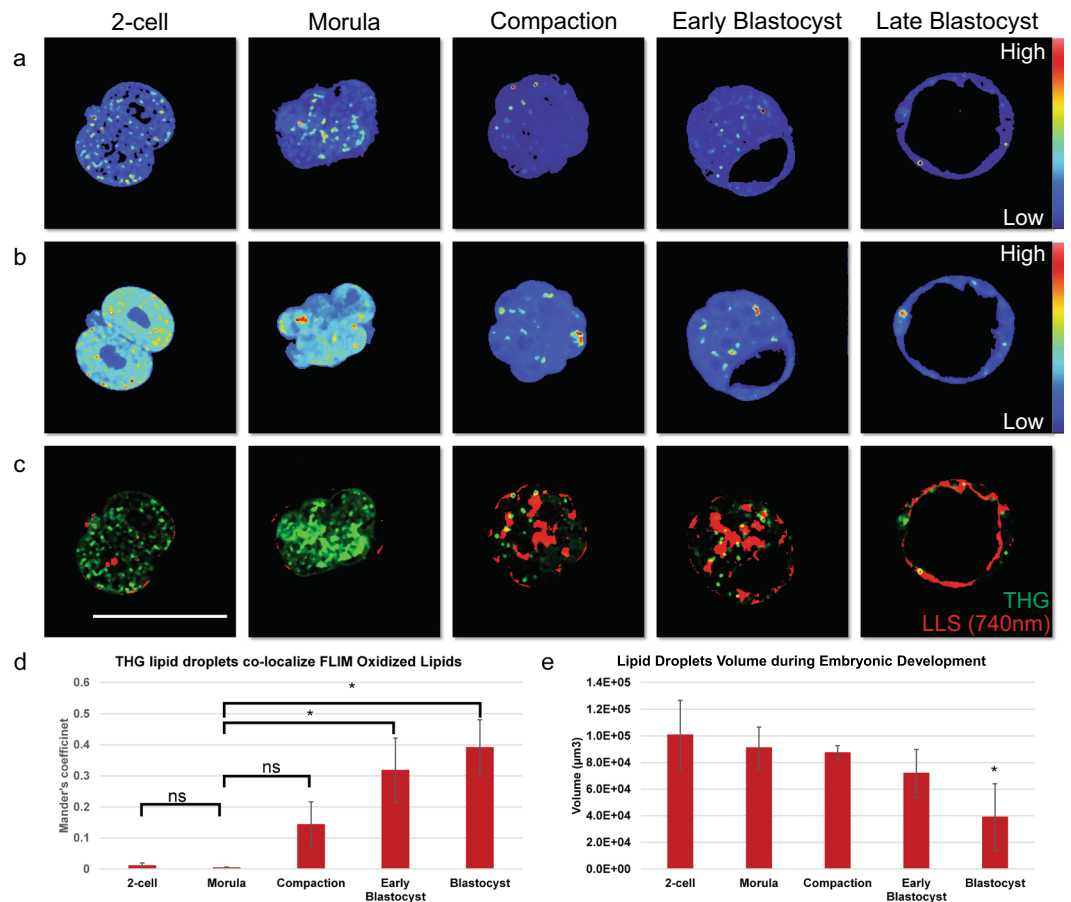 2-cell Morula Compaction Early Blastocyst Late Blastocyst
a
High
Low
b
High
Low
c
THG
LLS (740nm)
d
THG lipid droplets co-localize FLIM Oxidized Lipids
Mander's coefficinet
0.6
0.5
0.4
0.3
0.2
0.1
0
*
*
ns
ns
2-cell Morula Compaction Early Blastocyst
Blastocyst
e
Lipid Droplets Volume during Embryonic Development
Volume (µm3)
1.4E+05
1.2E+05
1.0E+05
8.0E+04
6.0E+04
4.0E+04
2.0E+04
0.0E+00
*
2-cell Morula Compaction Early Blastocyst
Blastocyst